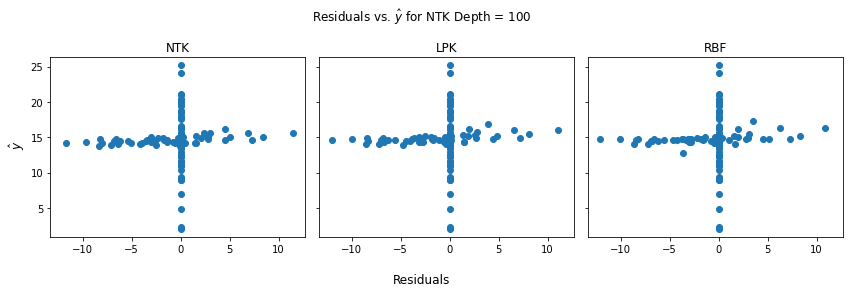 Residuals vs. ŷ for NTK Depth = 100
NTK
LPK
RBF
25
20
15
10
5
ŷ
−10 −5 0 5 10
−10 −5 0 5 10
−10 −5 0 5 10
Residuals